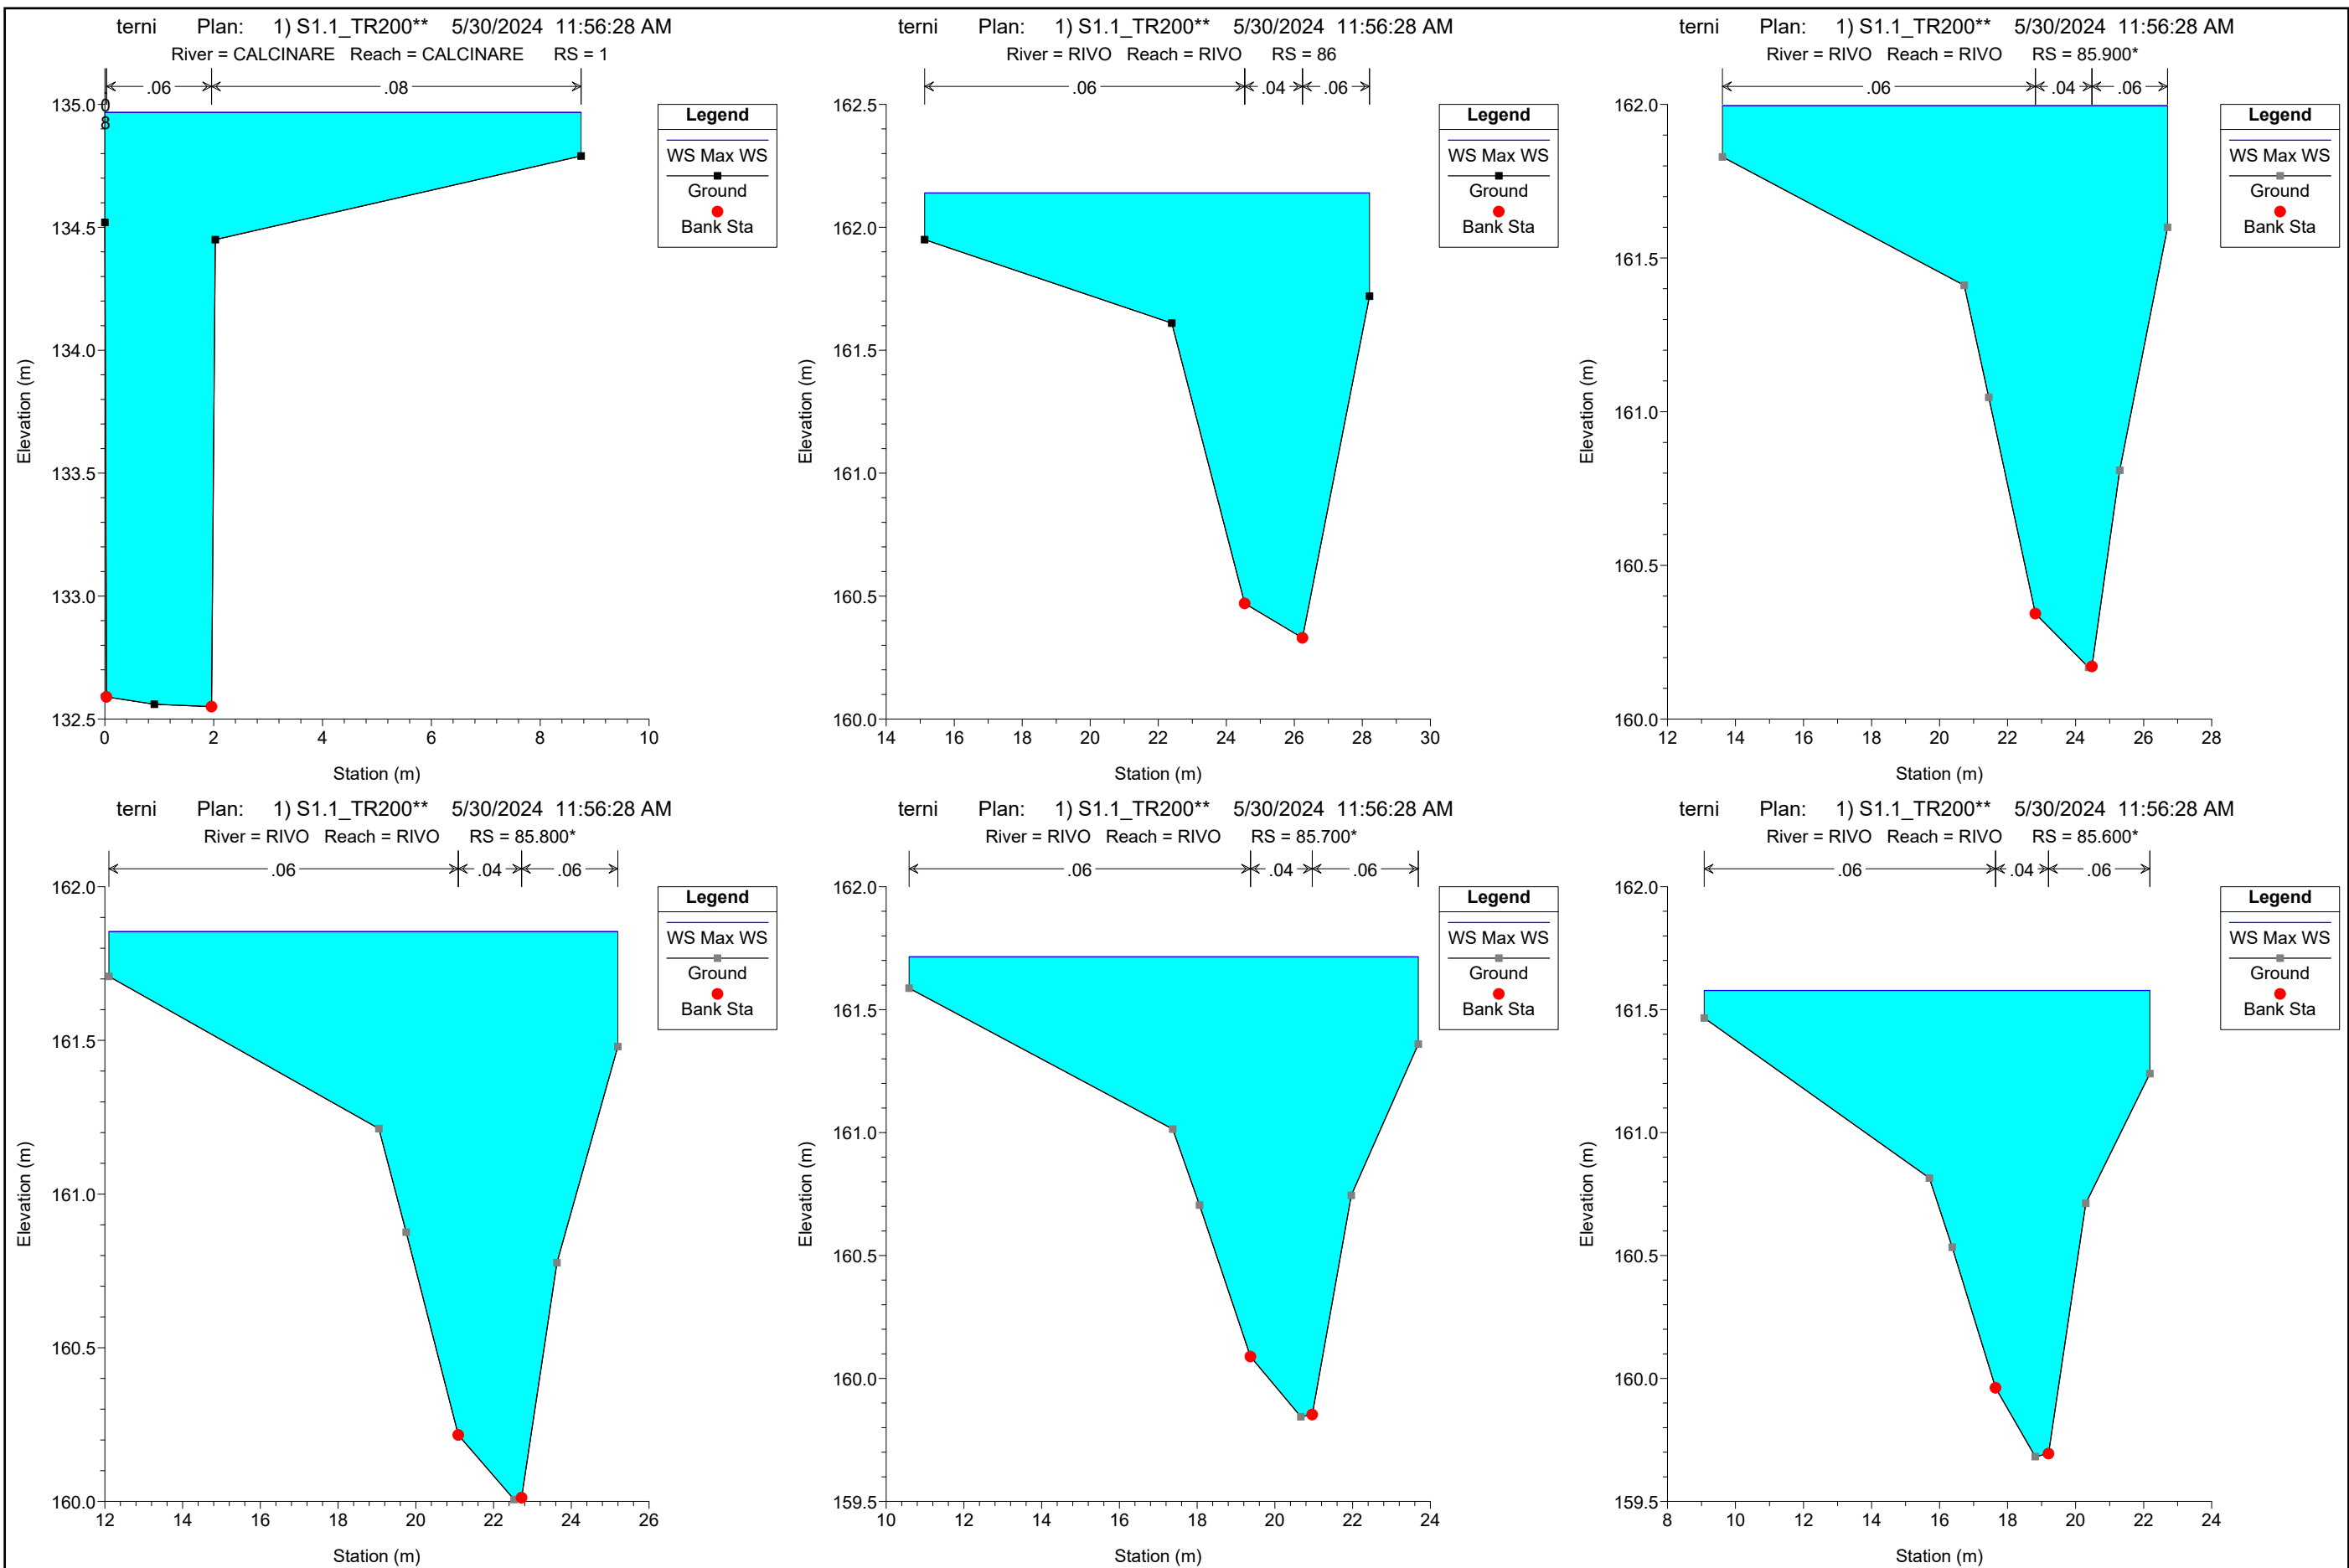 terni Plan: 1) S1.1_TR200** 5/30/2024 11:56:28 AM
River = CALCINARE Reach = CALCINARE RS = 1
.08
.06
.08
135.0
134.5
134.0
133.5
133.0
132.5
Elevation (m)
0 2 4 6 8 10
Station (m)
Legend
WS Max WS
Ground
Bank Sta
terni Plan: 1) S1.1_TR200** 5/30/2024 11:56:28 AM
River = RIVO Reach = RIVO RS = 86
.06 .04 .06
162.5
162.0
161.5
161.0
160.5
160.0
Elevation (m)
14 16 18 20 22 24 26 28 30
Station (m)
Legend
WS Max WS
Ground
Bank Sta
terni Plan: 1) S1.1_TR200** 5/30/2024 11:56:28 AM
River = RIVO Reach = RIVO RS = 85.900*
.06 .04 .06
162.0
161.5
161.0
160.5
160.0
Elevation (m)
12 14 16 18 20 22 24 26 28
Station (m)
Legend
WS Max WS
Ground
Bank Sta
terni Plan: 1) S1.1_TR200** 5/30/2024 11:56:28 AM
River = RIVO Reach = RIVO RS = 85.800*
.06 .04 .06
162.0
161.5
161.0
160.5
160.0
Elevation (m)
12 14 16 18 20 22 24 26
Station (m)
Legend
WS Max WS
Ground
Bank Sta
terni Plan: 1) S1.1_TR200** 5/30/2024 11:56:28 AM
River = RIVO Reach = RIVO RS = 85.700*
.06 .04 .06
162.0
161.5
161.0
160.5
160.0
159.5
Elevation (m)
10 12 14 16 18 20 22 24
Station (m)
Legend
WS Max WS
Ground
Bank Sta
terni Plan: 1) S1.1_TR200** 5/30/2024 11:56:28 AM
River = RIVO Reach = RIVO RS = 85.600*
.06 .04 .06
162.0
161.5
161.0
160.5
160.0
159.5
Elevation (m)
8 10 12 14 16 18 20 22 24
Station (m)
Legend
WS Max WS
Ground
Bank Sta